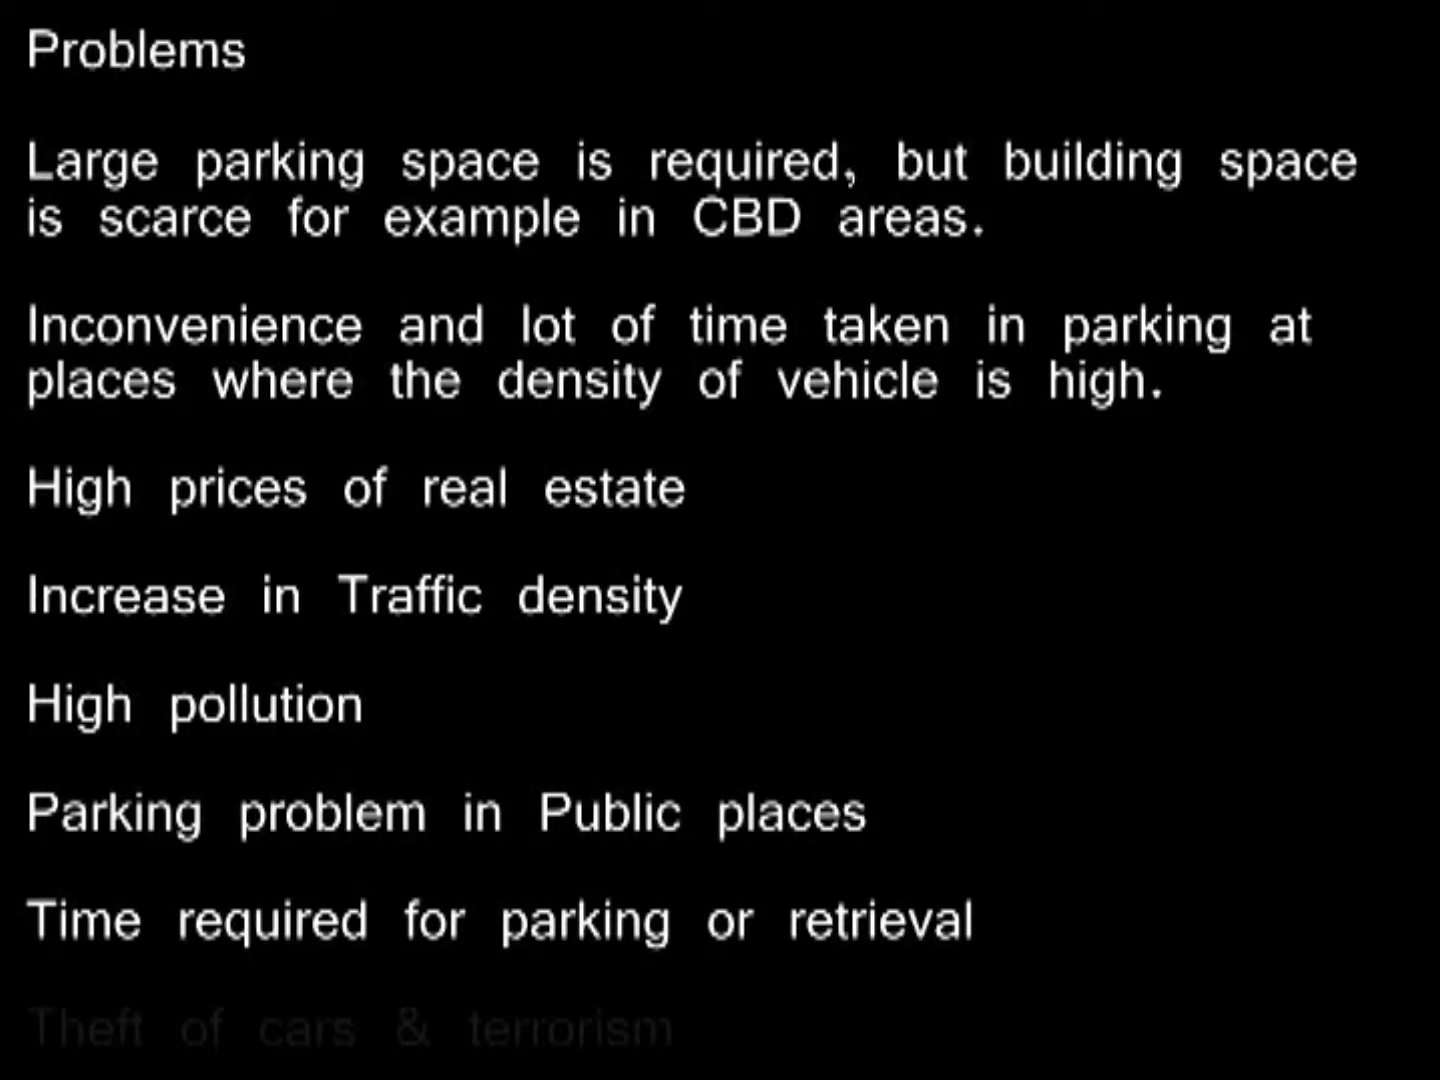 Problems
Large parking space is required, but building space
is scarce for example in CBD areas.
Inconvenience and lot of time taken in parking at
places where the density of vehicle is high.
High prices of real estate
Increase in Traffic density
High pollution
Parking problem in Public places
Time required for parking or retrieval
Theft of cars & terrorism